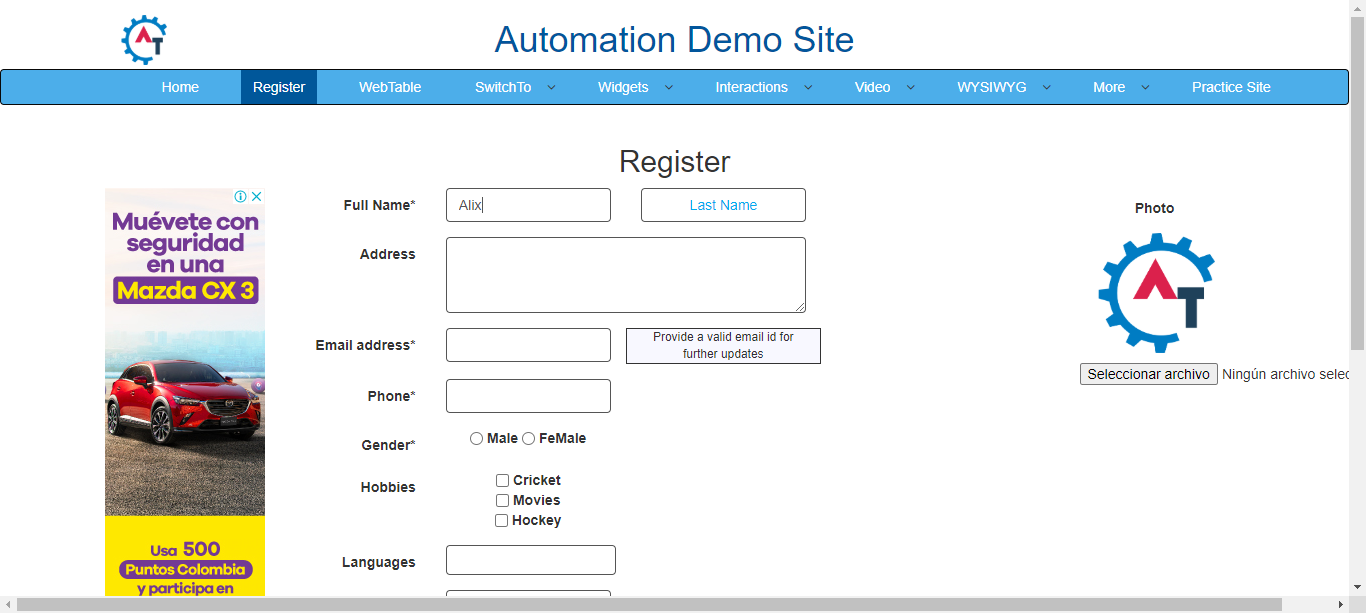 AT
Automation Demo Site
Home Register WebTable SwitchTo Widgets Interactions Video WYSIWYG More Practice Site
Register
Muévete con
seguridad
en una
Mazda CX 3
Usa 500
Puntos Colombia
y participa en
Full Name* Alix Last Name
Address
Email address* Provide a valid email id for
further updates
Phone*
Gender* Male FeMale
Hobbies Cricket
Movies
Hockey
Languages
Photo
AT
Seleccionar archivo Ningún archivo selec